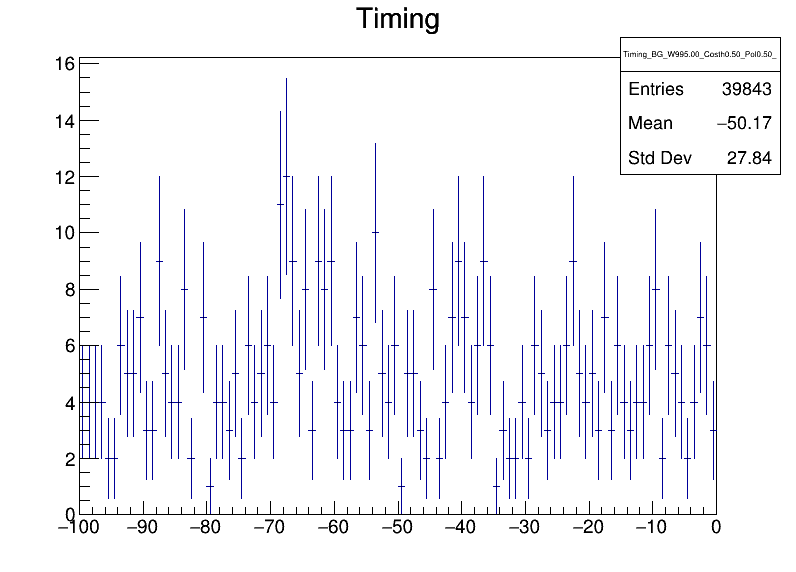 Timing
Timing_BG_W995.00_Costh0.50_Pol0.50_
Entries 39843
Mean −50.17
Std Dev 27.84
16
14
12
10
8
6
4
2
0
−100 −90 −80 −70 −60 −50 −40 −30 −20 −10 0